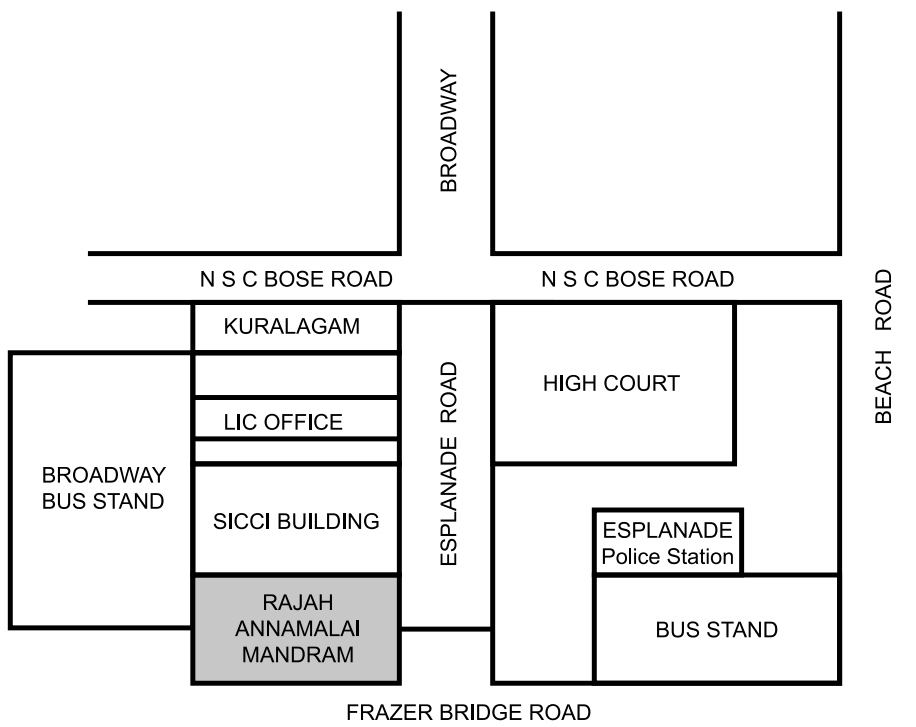 BROADWAY
N S C BOSE ROAD
N S C BOSE ROAD
KURALAGAM
LIC OFFICE
SICCI BUILDING
RAJAH
ANNAMALAI
MANDRAM
BROADWAY
BUS STAND
ESPLANADE ROAD
HIGH COURT
ESPLANADE
Police Station
BUS STAND
BEACH ROAD
FRAZER BRIDGE ROAD